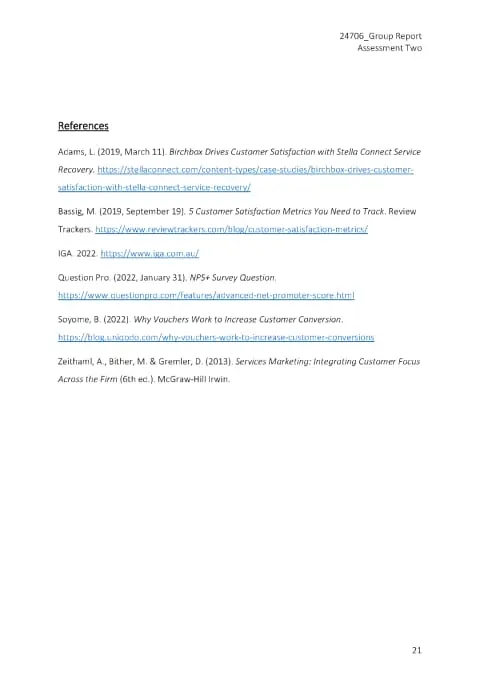 24706_Group Report
Assessment Two
References
Adams, L. (2019, March 11). Birchbox Drives Customer Satisfaction with Stella Connect Service
Recovery. https://stellaconnect.com/content-types/case-studies/birchbox-drives-customer-
satisfaction-with-stella-connect-service-recovery/
Bassig, M. (2019, September 19). 5 Customer Satisfaction Metrics You Need to Track. Review
Trackers. https://www.reviewtrackers.com/blog/customer-satisfaction-metrics/
IGA. 2022. https://www.iga.com.au/
Question Pro. (2022, January 31). NPS+ Survey Question.
https://www.questionpro.com/features/advanced-net-promoter-score.html
Soyome, B. (2022). Why Vouchers Work to Increase Customer Conversion.
https://blog.uniqodo.com/why-vouchers-work-to-increase-customer-conversions
Zeithaml, A., Bither, M. & Gremler, D. (2013). Services Marketing: Integrating Customer Focus
Across the Firm (6th ed.). McGraw-Hill Irwin.
21